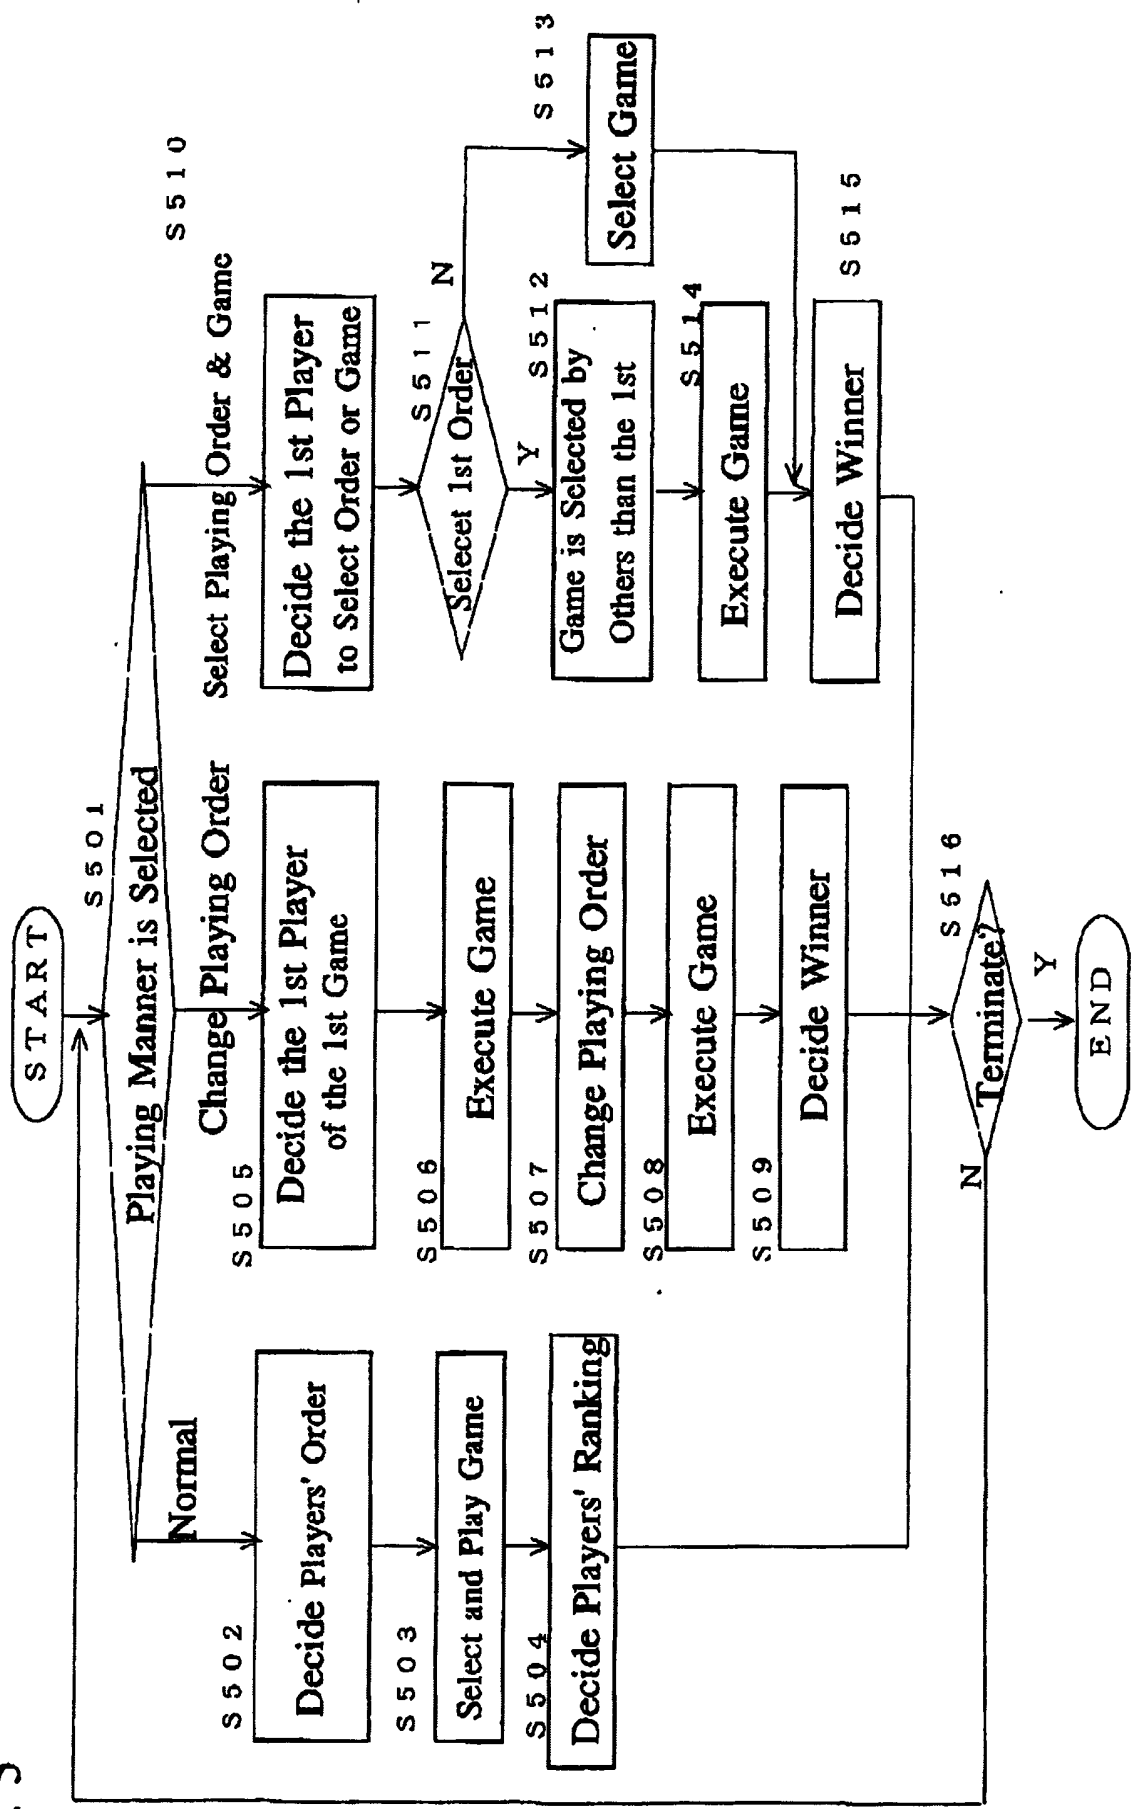 START
S501
Playing Manner is Selected
Normal
Change Playing Order
Select Playing Order & Game
S502
Decide Players' Order
S503
Select and Play Game
S504
Decide Players' Ranking
S505
Decide the 1st Player
of the 1st Game
S506
Execute Game
S507
Change Playing Order
S508
Execute Game
S509
Decide Winner
S510
Decide the 1st Player
to Select Order or Game
S511
Selecet 1st Order
N
Y
S512
Game is Selected by
Others than the 1st
S513
Select Game
S514
Execute Game
S515
Decide Winner
S516
Terminate?
N
Y
END